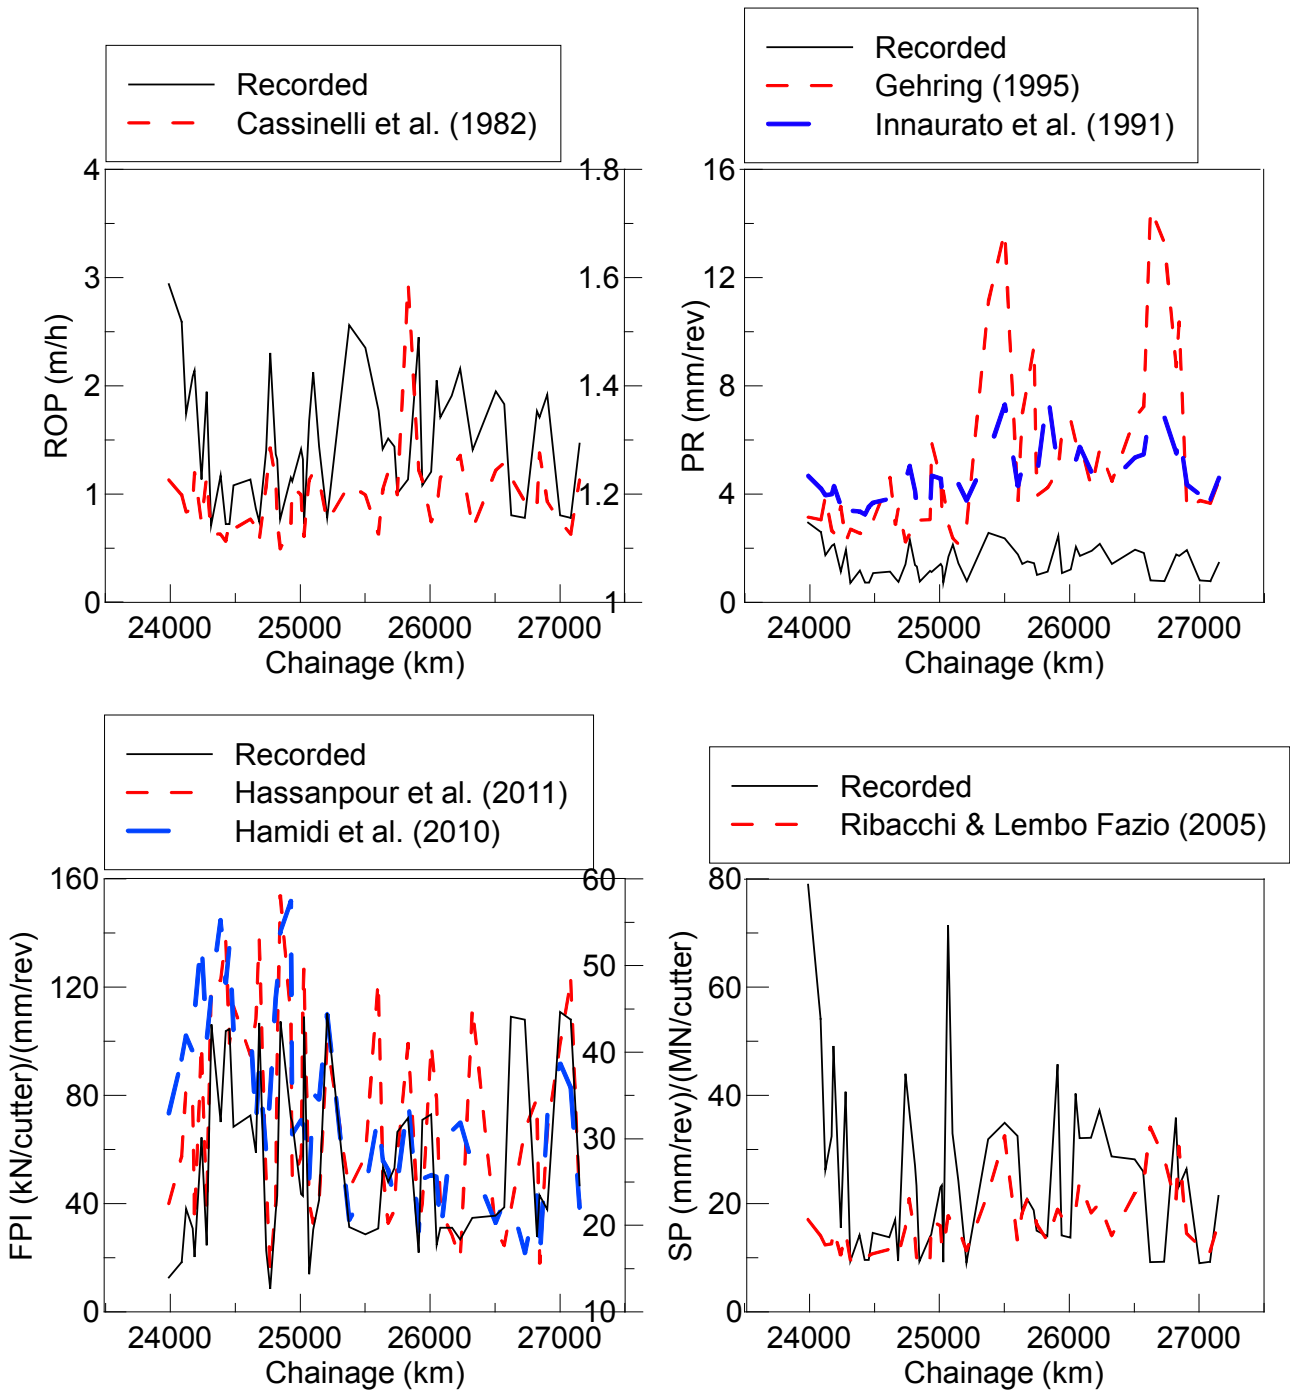 Recorded
Cassinelli et al. (1982)
4
3
2
1
0
1.8
1.6
1.4
1.2
1
ROP (m/h)
24000 25000 26000 27000
Chainage (km)
Recorded
Gehring (1995)
Innaurato et al. (1991)
16
12
8
4
0
PR (mm/rev)
24000 25000 26000 27000
Chainage (km)
Recorded
Hassanpour et al. (2011)
Hamidi et al. (2010)
160
120
80
40
0
60
50
40
30
20
10
FPI (kN/cutter)/(mm/rev)
24000 25000 26000 27000
Chainage (km)
Recorded
Ribacchi & Lembo Fazio (2005)
80
60
40
20
0
SP (mm/rev)/(MN/cutter)
24000 25000 26000 27000
Chainage (km)